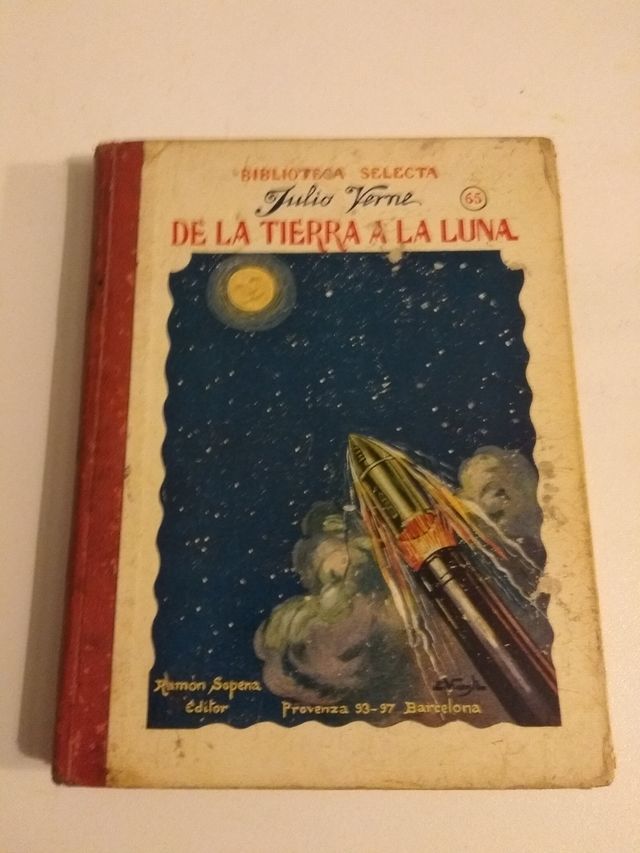 BIBLIOTECA SELECTA
Julio Verne 65
DE LA TIERRA A LA LUNA
Ramón Sopena
Editor
Provenza 93-97 Barcelona